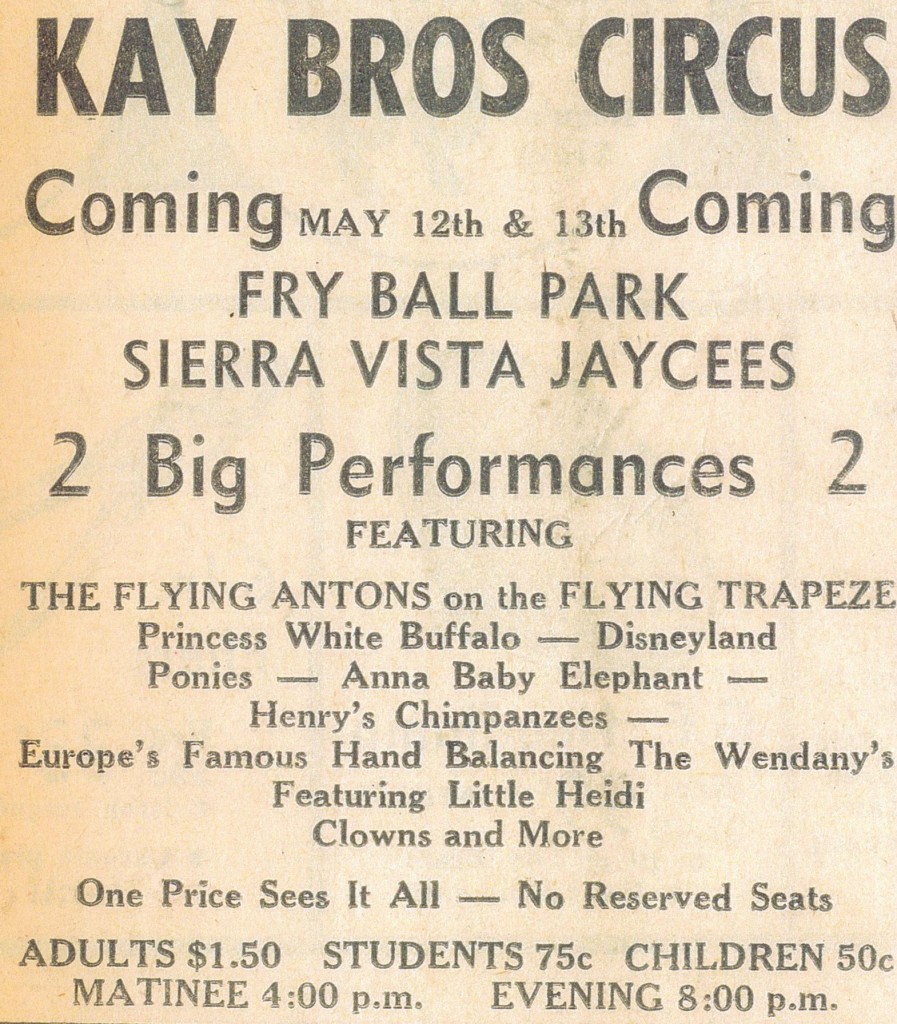 KAY BROS CIRCUS
Coming MAY 12th & 13th Coming
FRY BALL PARK
SIERRA VISTA JAYCEES
2 Big Performances 2
FEATURING
THE FLYING ANTONS on the FLYING TRAPEZE
Princess White Buffalo — Disneyland
Ponies — Anna Baby Elephant —
Henry's Chimpanzees —
Europe's Famous Hand Balancing The Wendany's
Featuring Little Heidi
Clowns and More
One Price Sees It All — No Reserved Seats
ADULTS $1.50 STUDENTS 75c CHILDREN 50c
MATINEE 4:00 p.m. EVENING 8:00 p.m.